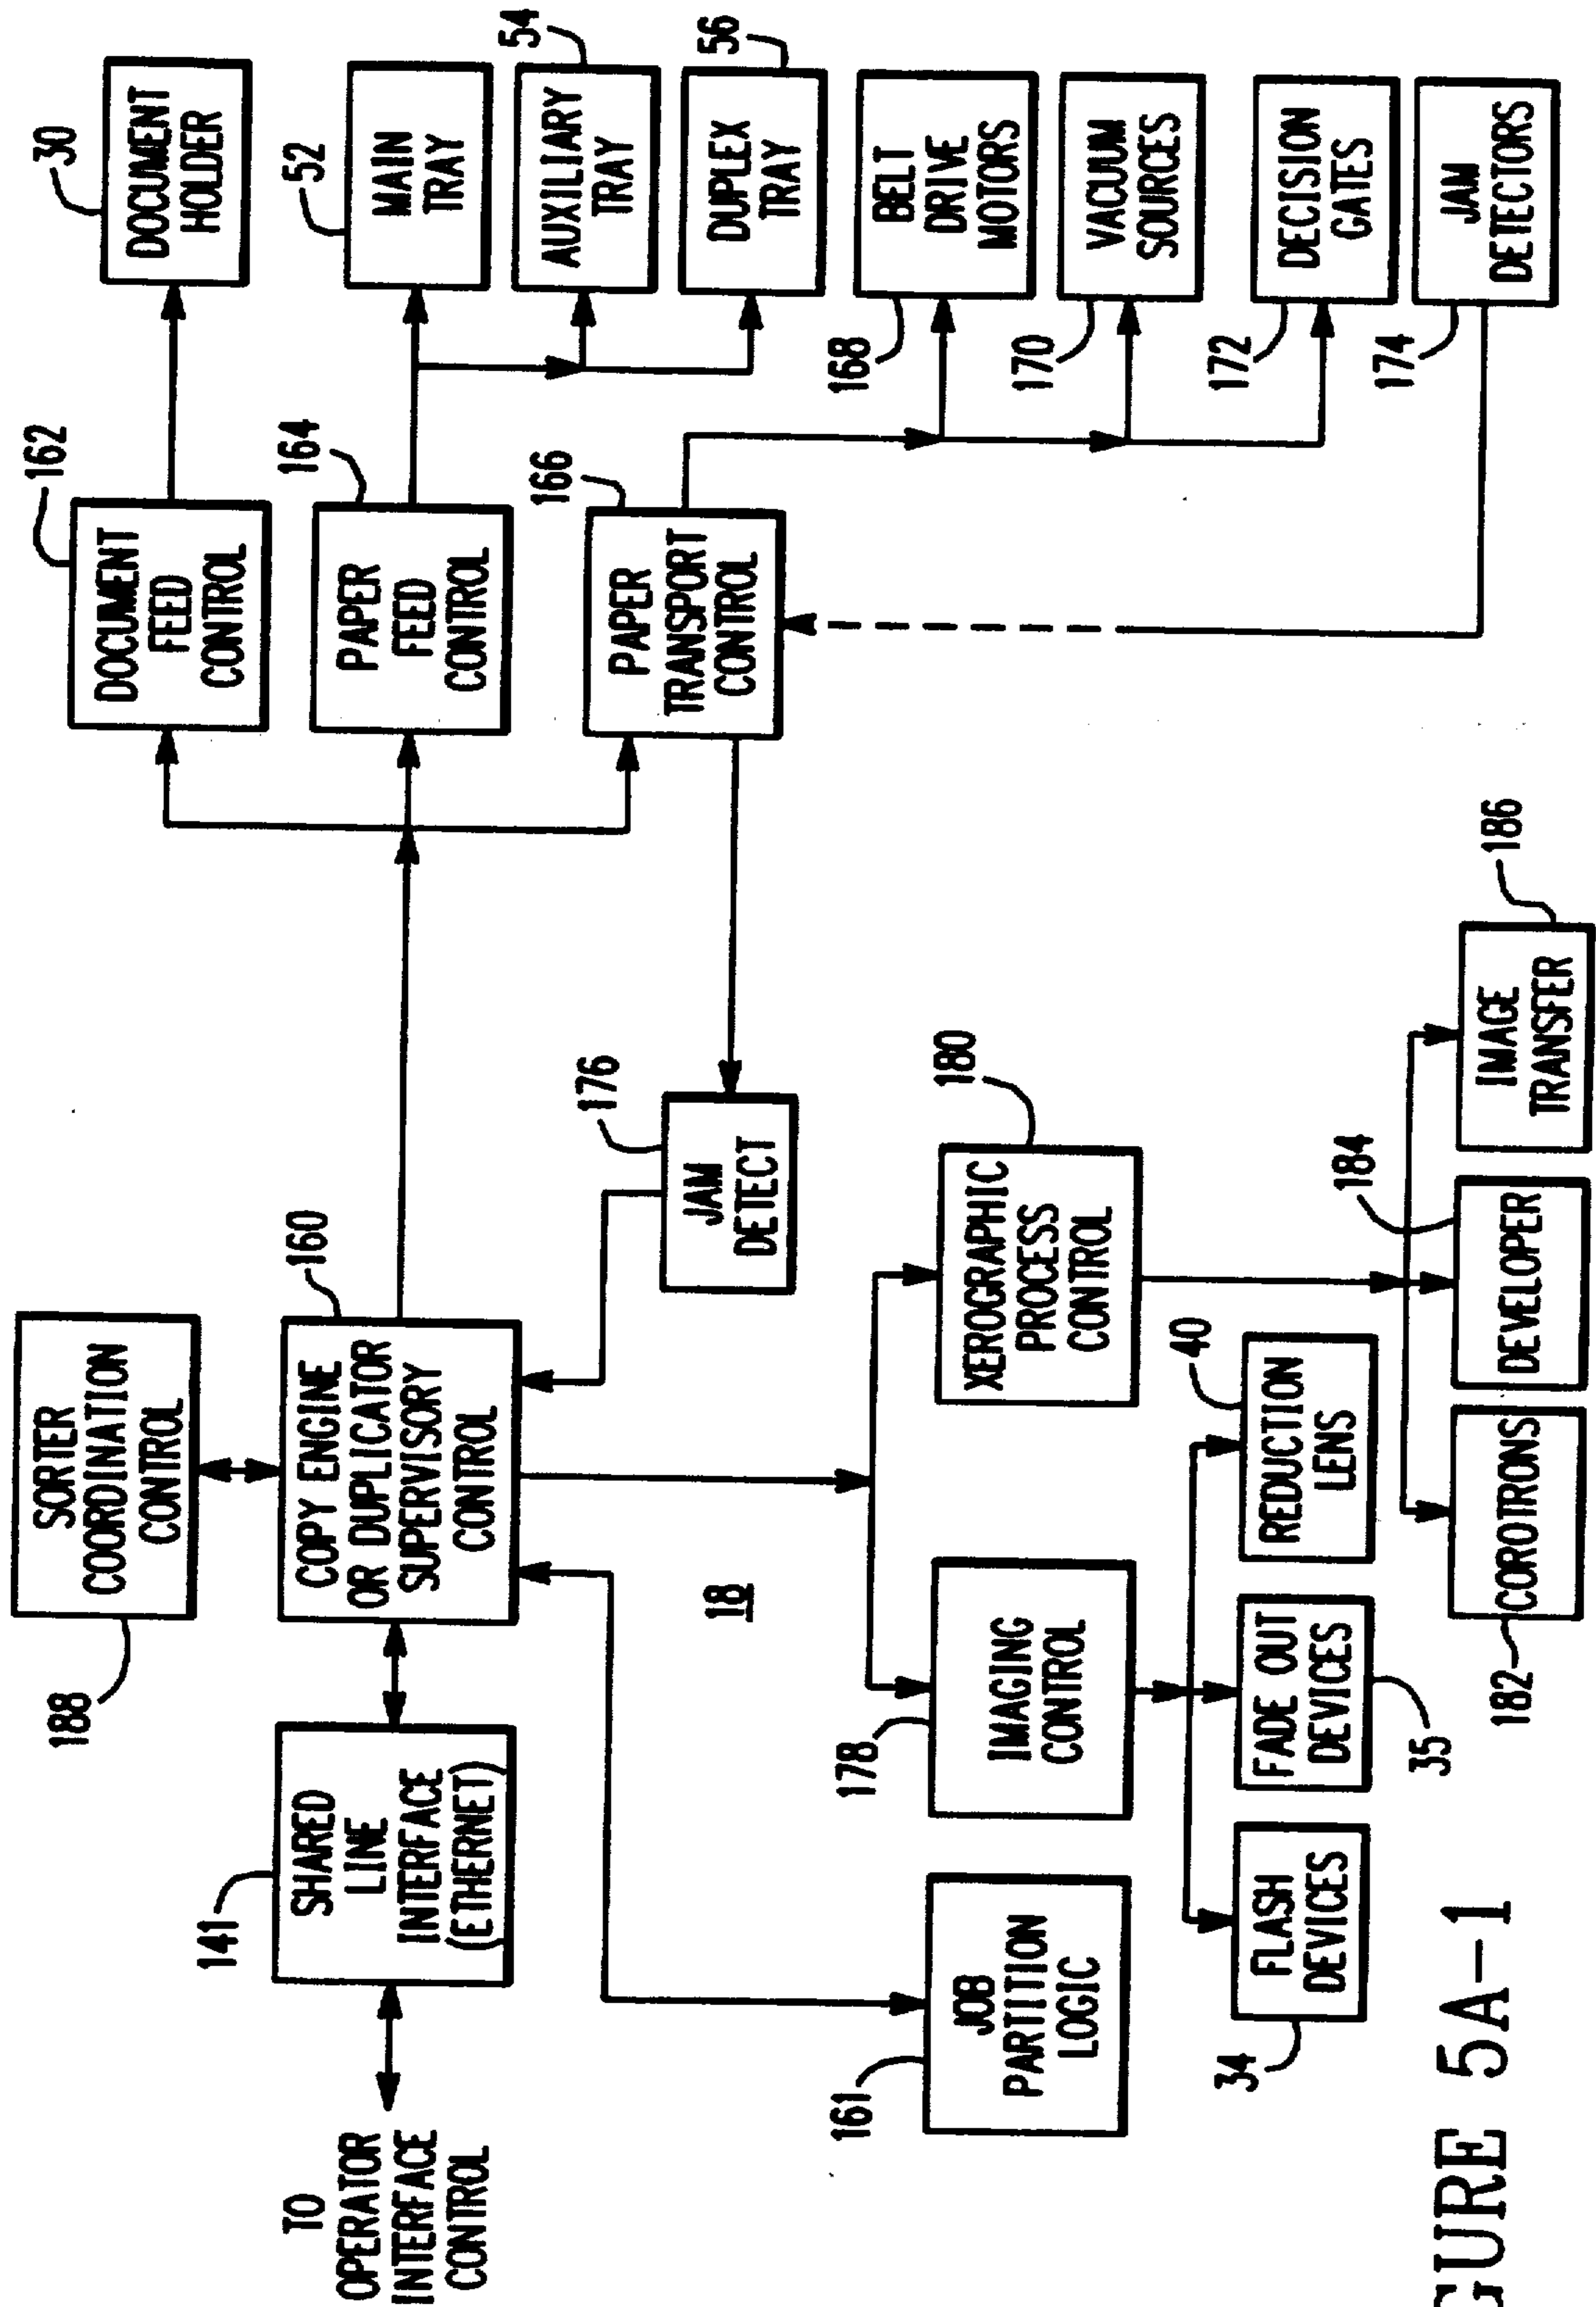 SORTER
COORDINATION
CONTROL
188
160
COPY ENGINE
OR DUPLICATOR
SUPERVISORY
CONTROL
141
SHARED
LINE
INTERFACE
(ETHERNET)
TO
OPERATOR
INTERFACE
CONTROL
162
DOCUMENT
FEED
CONTROL
30
DOCUMENT
HOLDER
164
PAPER
FEED
CONTROL
52
MAIN
TRAY
54
AUXILIARY
TRAY
56
DUPLEX
TRAY
166
PAPER
TRANSPORT
CONTROL
168
BELT
DRIVE
MOTORS
170
VACUUM
SOURCES
172
DECISION
GATES
174
JAM
DETECTORS
176
JAM
DETECT
18
161
JOB
PARTITION
LOGIC
178
IMAGING
CONTROL
180
XEROGRAPHIC
PROCESS
CONTROL
34
FLASH
DEVICES
FADE OUT
DEVICES
35
40
REDUCTION
LENS
182
COROTRONS
184
DEVELOPER
186
IMAGE
TRANSFER
GURE 5A-1